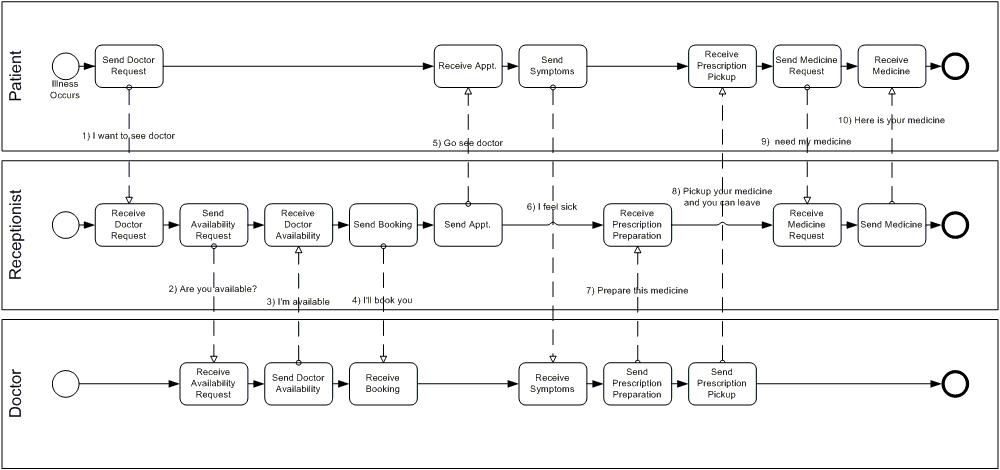 Patient
Illness
Occurs
Send Doctor
Request
Receive Appt.
Send
Symptoms
Receive
Prescription
Pickup
Send Medicine
Request
Receive
Medicine
1) I want to see doctor
5) Go see doctor
9) need my medicine
10) Here is your medicine
Receptionist
Receive
Doctor
Request
Send
Availability
Request
Receive
Doctor
Availability
Send Booking
Send Appt.
6) I feel sick
Receive
Prescription
Preparation
8) Pickup your medicine
and you can leave
Receive
Medicine
Request
Send Medicine
2) Are you available?
3) I'm available
4) I'll book you
7) Prepare this medicine
Doctor
Receive
Availability
Request
Send Doctor
Availability
Receive
Booking
Receive
Symptoms
Send
Prescription
Preparation
Send
Prescription
Pickup